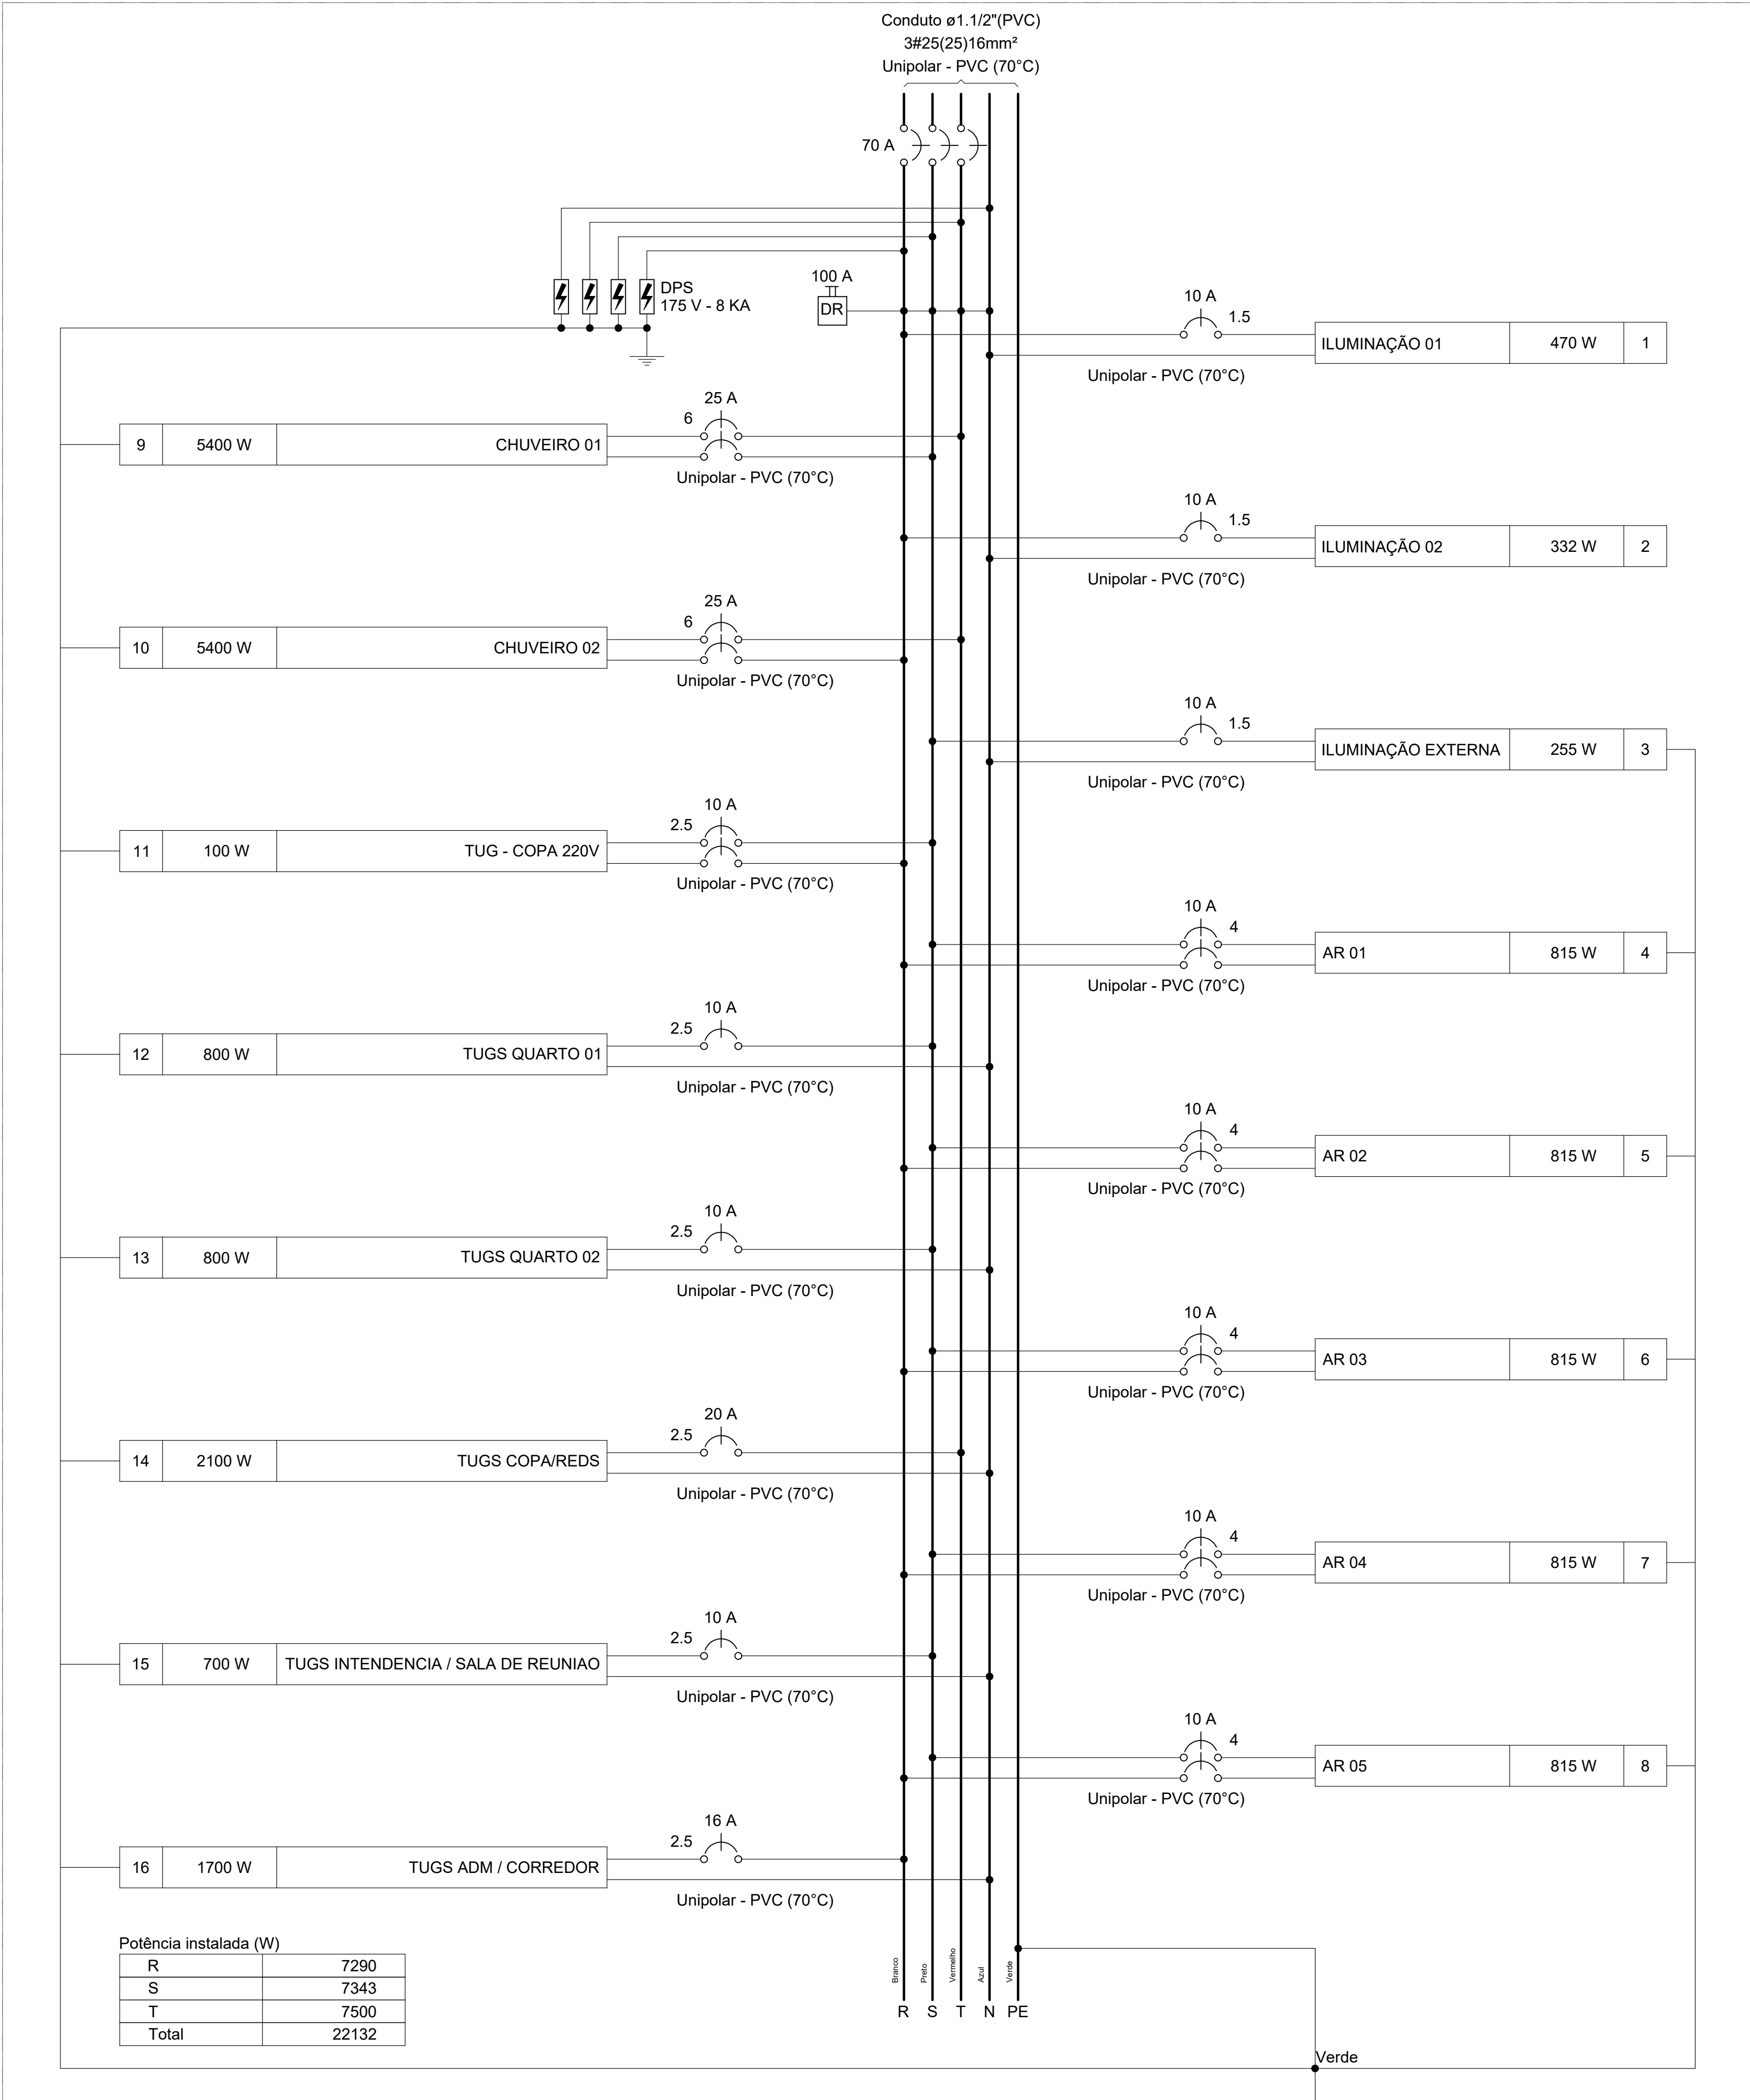 Conduto ø1.1/2"(PVC)
3#25(25)16mm²
Unipolar - PVC (70°C)
70 A
DPS
175 V - 8 KA
100 A
DR
10 A
1.5
ILUMINAÇÃO 01 470 W 1
Unipolar - PVC (70°C)
25 A
6
9 5400 W CHUVEIRO 01
Unipolar - PVC (70°C)
10 A
1.5
ILUMINAÇÃO 02 332 W 2
Unipolar - PVC (70°C)
25 A
6
10 5400 W CHUVEIRO 02
Unipolar - PVC (70°C)
10 A
1.5
ILUMINAÇÃO EXTERNA 255 W 3
Unipolar - PVC (70°C)
10 A
2.5
11 100 W TUG - COPA 220V
Unipolar - PVC (70°C)
10 A
4
AR 01 815 W 4
Unipolar - PVC (70°C)
10 A
2.5
12 800 W TUGS QUARTO 01
Unipolar - PVC (70°C)
10 A
4
AR 02 815 W 5
Unipolar - PVC (70°C)
10 A
2.5
13 800 W TUGS QUARTO 02
Unipolar - PVC (70°C)
10 A
4
AR 03 815 W 6
Unipolar - PVC (70°C)
20 A
2.5
14 2100 W TUGS COPA/REDS
Unipolar - PVC (70°C)
10 A
4
AR 04 815 W 7
Unipolar - PVC (70°C)
10 A
2.5
15 700 W TUGS INTENDENCIA / SALA DE REUNIAO
Unipolar - PVC (70°C)
10 A
4
AR 05 815 W 8
Unipolar - PVC (70°C)
16 A
2.5
16 1700 W TUGS ADM / CORREDOR
Unipolar - PVC (70°C)
Potência instalada (W)
R 7290
S 7343
T 7500
Total 22132
Branco
Preto
Vermelho
Azul
Verde
R S T N PE
Verde